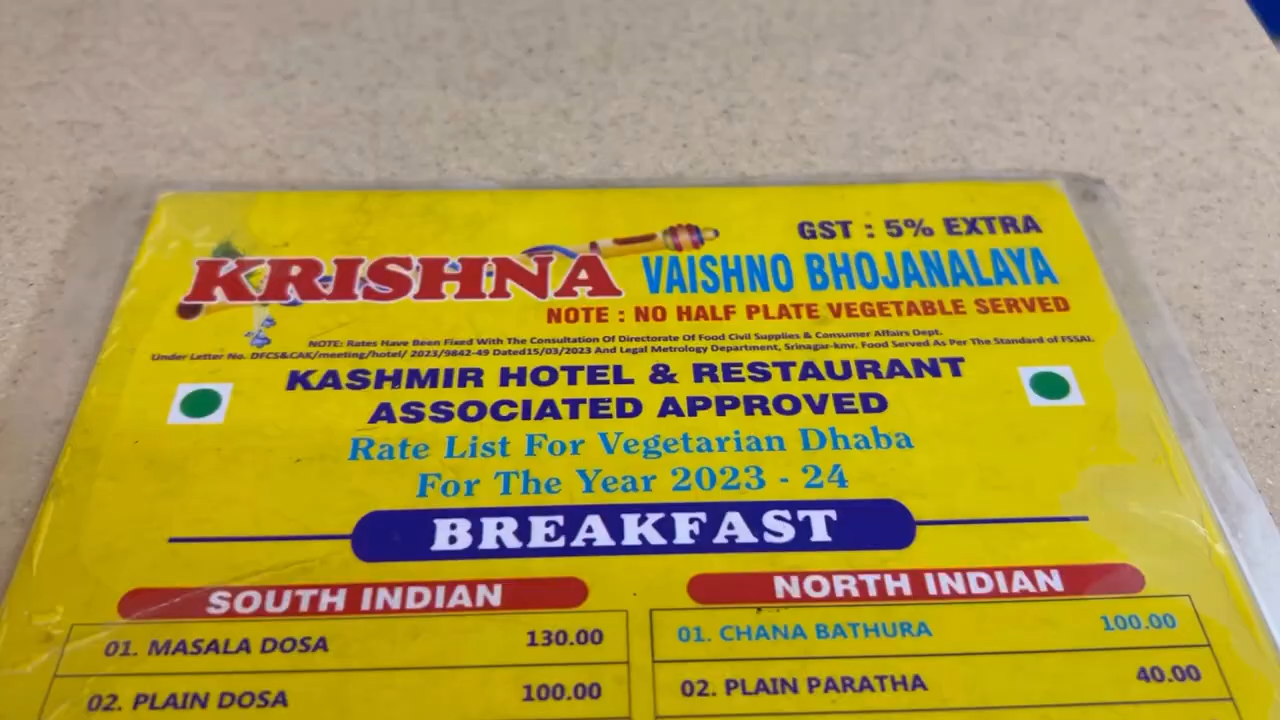 GST : 5% EXTRA
KRISHNA VAISHNO BHOJANALAYA
NOTE : NO HALF PLATE VEGETABLE SERVED
NOTE: Rates Have Been Fixed With The Consultation Of Directorate Of Food Civil Supplies & Consumer Affairs Dept.
Under Letter No. DFCS&CAK/meeting/hotel/ 2023/9842-49 Dated15/03/2023 And Legal Metrology Department, Srinagar-kmr. Food Served As Per The Standard of FSSAI.
KASHMIR HOTEL & RESTAURANT
ASSOCIATED APPROVED
Rate List For Vegetarian Dhaba
For The Year 2023 - 24
BREAKFAST
SOUTH INDIAN
01. MASALA DOSA 130.00
02. PLAIN DOSA 100.00
NORTH INDIAN
01. CHANA BATHURA 100.00
02. PLAIN PARATHA 40.00